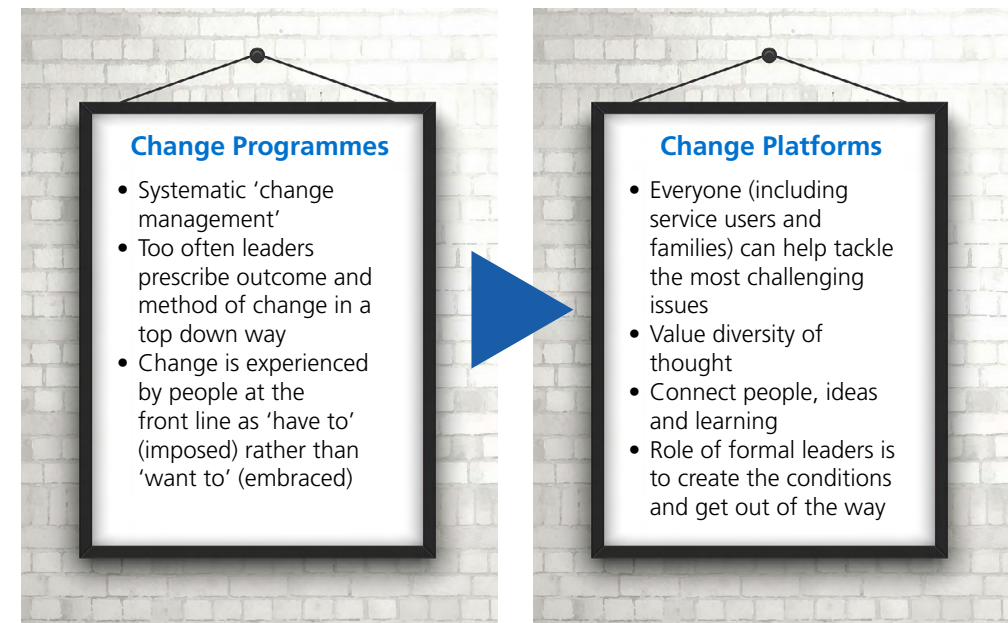 Change Programmes
• Systematic ‘change
management’
• Too often leaders
prescribe outcome and
method of change in a
top down way
• Change is experienced
by people at the
front line as ‘have to’
(imposed) rather than
‘want to’ (embraced)
Change Platforms
• Everyone (including
service users and
families) can help tackle
the most challenging
issues
• Value diversity of
thought
• Connect people, ideas
and learning
• Role of formal leaders is
to create the conditions
and get out of the way